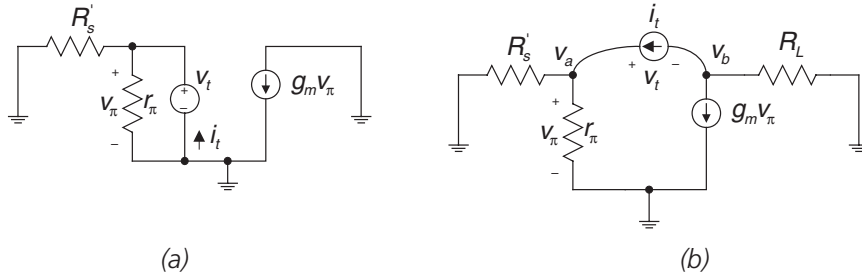 R's
+
vπ
rπ
−
vt
+
−
it
gmvπ
(a)
R's
va
it
+
vt
−
vb
RL
+
vπ
rπ
−
gmvπ
(b)